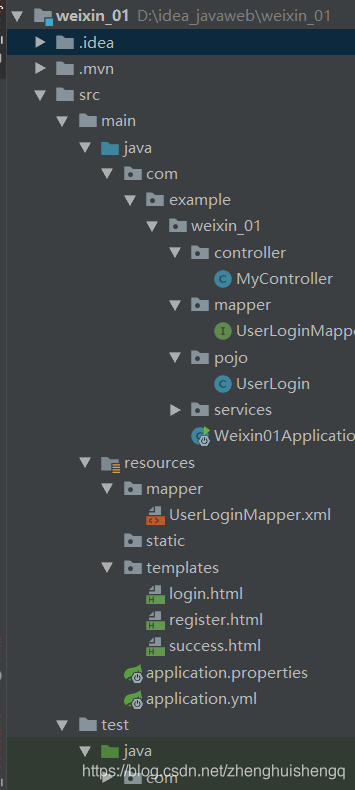 weixin_01 D:\idea_javaweb\weixin_01
.idea
.mvn
src
main
java
com
example
weixin_01
controller
MyController
mapper
UserLoginMappe
pojo
UserLogin
services
Weixin01Applicatio
resources
mapper
UserLoginMapper.xml
static
templates
login.html
register.html
success.html
application.properties
application.yml
test
java
https://blog.csdn.net/zhenghuishengq
com